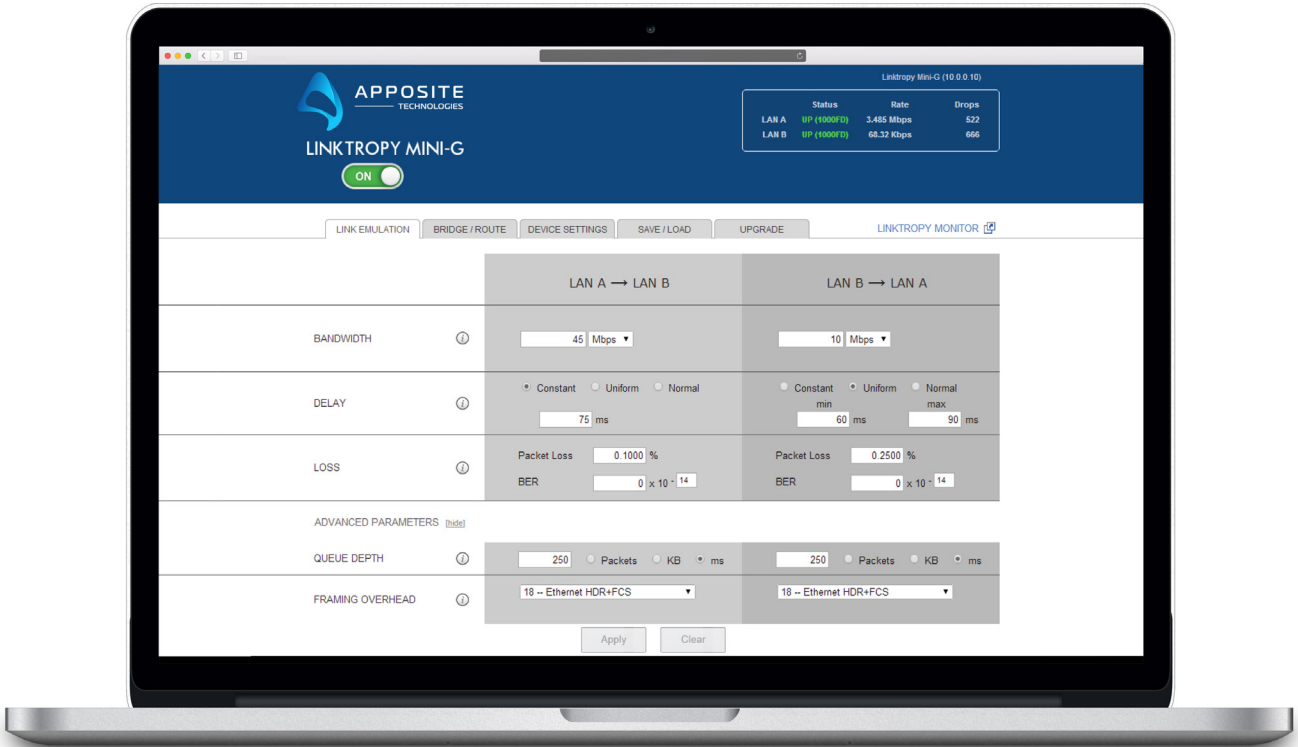 Linktropy Mini-G (10.0.0.10)
APPOSITE
TECHNOLOGIES
Status Rate Drops
LAN A UP (1000FD) 3.485 Mbps 522
LAN B UP (1000FD) 68.32 Kbps 666
LINKTROPY MINI-G
ON
LINK EMULATION BRIDGE / ROUTE DEVICE SETTINGS SAVE / LOAD UPGRADE LINKTROPY MONITOR
LAN A → LAN B LAN B → LAN A
BANDWIDTH i 45 Mbps 10 Mbps
Constant Uniform Normal Constant Uniform Normal
DELAY i min max
75 ms 60 ms 90 ms
Packet Loss 0.1000 % Packet Loss 0.2500 %
LOSS i
BER 0 x 10 - 14 BER 0 x 10 - 14
ADVANCED PARAMETERS [hide]
QUEUE DEPTH i 250 Packets KB ms 250 Packets KB ms
FRAMING OVERHEAD i 18 -- Ethernet HDR+FCS 18 -- Ethernet HDR+FCS
Apply Clear